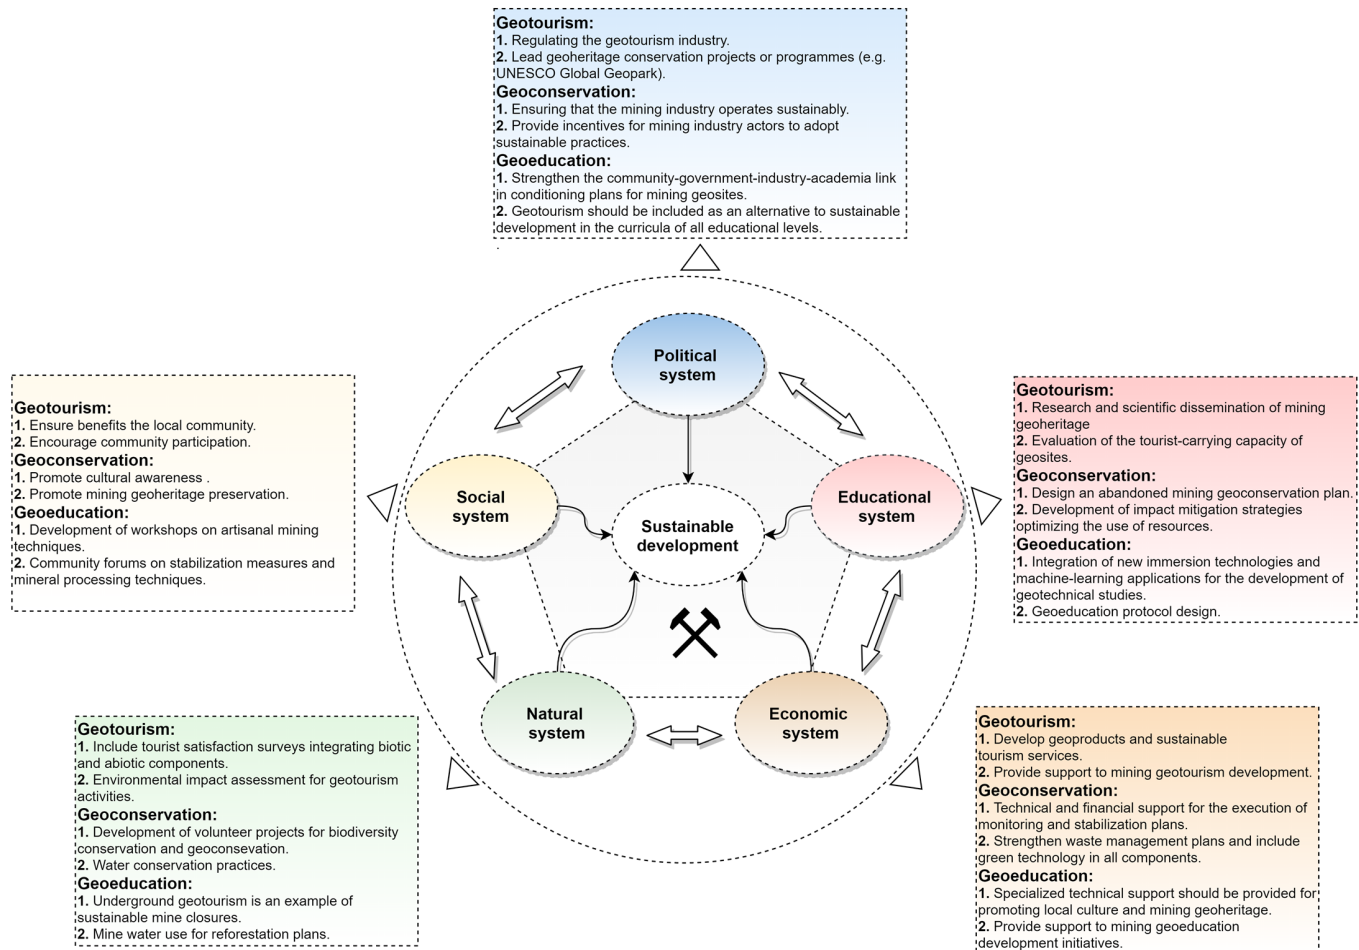 Geotourism:
1. Regulating the geotourism industry.
2. Lead geoheritage conservation projects or programmes (e.g.
UNESCO Global Geopark).
Geoconservation:
1. Ensuring that the mining industry operates sustainably.
2. Provide incentives for mining industry actors to adopt
sustainable practices.
Geoeducation:
1. Strengthen the community-government-industry-academia link
in conditioning plans for mining geosites.
2. Geotourism should be included as an alternative to sustainable
development in the curricula of all educational levels.
.
Political
system
Geotourism:
1. Ensure benefits the local community.
2. Encourage community participation.
Geoconservation:
1. Promote cultural awareness .
2. Promote mining geoheritage preservation.
Geoeducation:
1. Development of workshops on artisanal mining
techniques.
2. Community forums on stabilization measures and
mineral processing techniques.
Social
system
Sustainable
development
Educational
system
Geotourism:
1. Research and scientific dissemination of mining
geoheritage
2. Evaluation of the tourist-carrying capacity of
geosites.
Geoconservation:
1. Design an abandoned mining geoconservation plan.
2. Development of impact mitigation strategies
optimizing the use of resources.
Geoeducation:
1. Integration of new immersion technologies and
machine-learning applications for the development of
geotechnical studies.
2. Geoeducation protocol design.
Natural
system
Economic
system
Geotourism:
1. Include tourist satisfaction surveys integrating biotic
and abiotic components.
2. Environmental impact assessment for geotourism
activities.
Geoconservation:
1. Development of volunteer projects for biodiversity
conservation and geoconsevation.
2. Water conservation practices.
Geoeducation:
1. Underground geotourism is an example of
sustainable mine closures.
2. Mine water use for reforestation plans.
Geotourism:
1. Develop geoproducts and sustainable
tourism services.
2. Provide support to mining geotourism development.
Geoconservation:
1. Technical and financial support for the execution of
monitoring and stabilization plans.
2. Strengthen waste management plans and include
green technology in all components.
Geoeducation:
1. Specialized technical support should be provided for
promoting local culture and mining geoheritage.
2. Provide support to mining geoeducation
development initiatives.